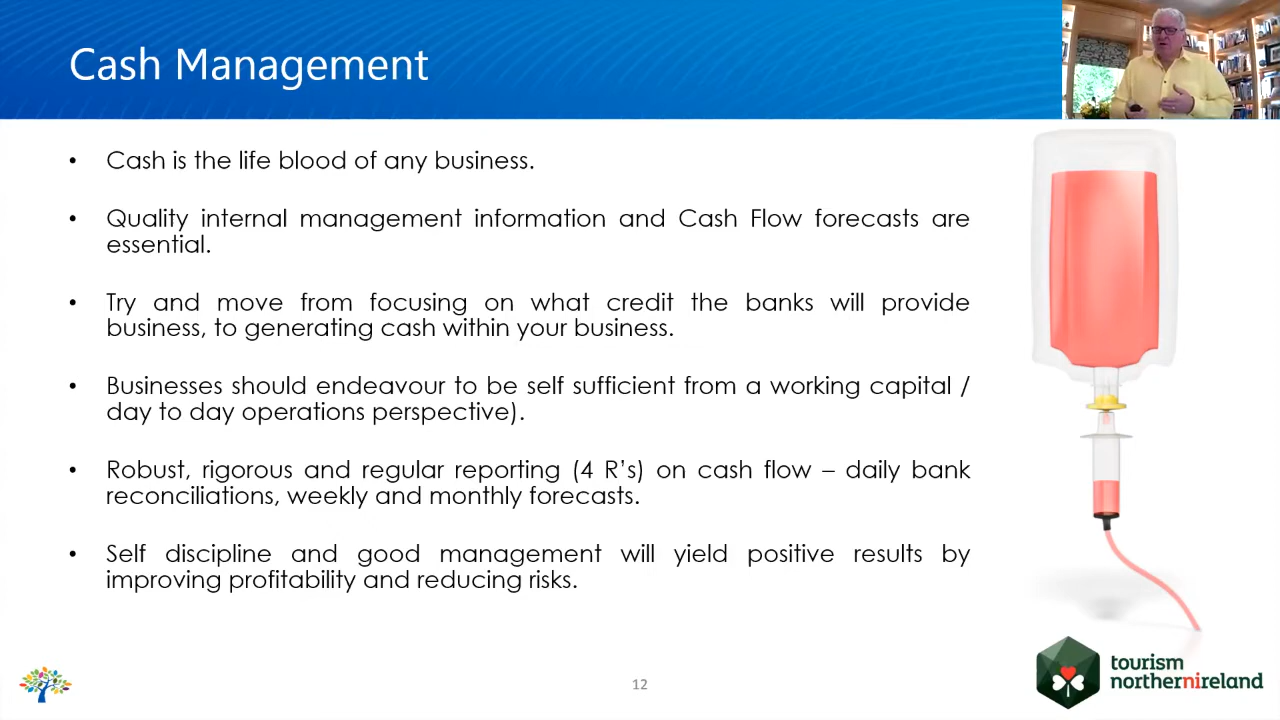 Cash Management
• Cash is the life blood of any business.
• Quality internal management information and Cash Flow forecasts are
essential.
• Try and move from focusing on what credit the banks will provide
business, to generating cash within your business.
• Businesses should endeavour to be self sufficient from a working capital /
day to day operations perspective).
• Robust, rigorous and regular reporting (4 R’s) on cash flow – daily bank
reconciliations, weekly and monthly forecasts.
• Self discipline and good management will yield positive results by
improving profitability and reducing risks.
12
tourism
northernireland